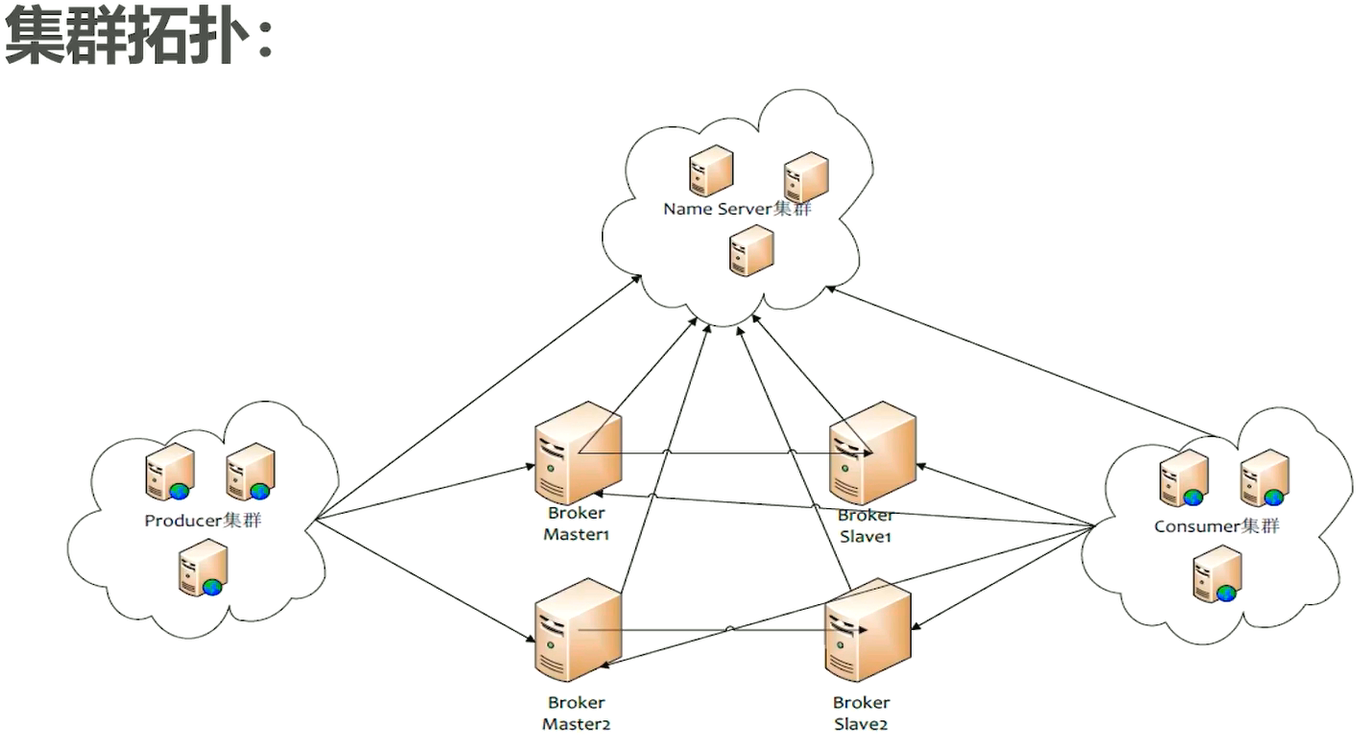 集群拓扑：
Name Server集群
Producer集群
Broker
Master1
Broker
Slave1
Consumer集群
Broker
Master2
Broker
Slave2